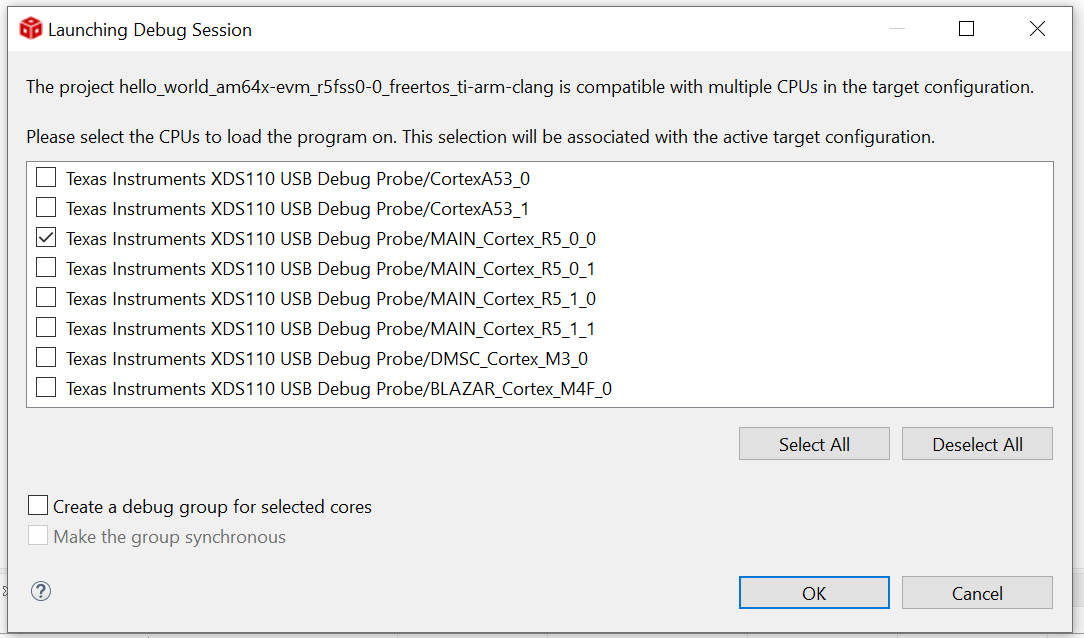 Launching Debug Session
The project hello_world_am64x-evm_r5fss0-0_freertos_ti-arm-clang is compatible with multiple CPUs in the target configuration.
Please select the CPUs to load the program on. This selection will be associated with the active target configuration.
Texas Instruments XDS110 USB Debug Probe/CortexA53_0
Texas Instruments XDS110 USB Debug Probe/CortexA53_1
Texas Instruments XDS110 USB Debug Probe/MAIN_Cortex_R5_0_0
Texas Instruments XDS110 USB Debug Probe/MAIN_Cortex_R5_0_1
Texas Instruments XDS110 USB Debug Probe/MAIN_Cortex_R5_1_0
Texas Instruments XDS110 USB Debug Probe/MAIN_Cortex_R5_1_1
Texas Instruments XDS110 USB Debug Probe/DMSC_Cortex_M3_0
Texas Instruments XDS110 USB Debug Probe/BLAZAR_Cortex_M4F_0
Select All
Deselect All
Create a debug group for selected cores
Make the group synchronous
?
OK
Cancel